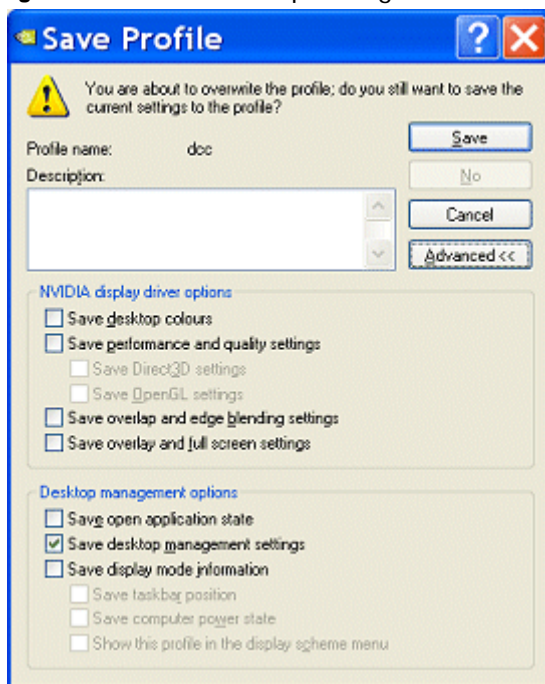 Save Profile
You are about to overwrite the profile; do you still want to save the
current settings to the profile?
Profile name: dcc
Save
Description:
No
Cancel
Advanced <<
NVIDIA display driver options
Save desktop colours
Save performance and quality settings
Save Direct3D settings
Save OpenGL settings
Save overlap and edge blending settings
Save overlay and full screen settings
Desktop management options
Save open application state
Save desktop management settings
Save display mode information
Save taskbar position
Save computer power state
Show this profile in the display scheme menu